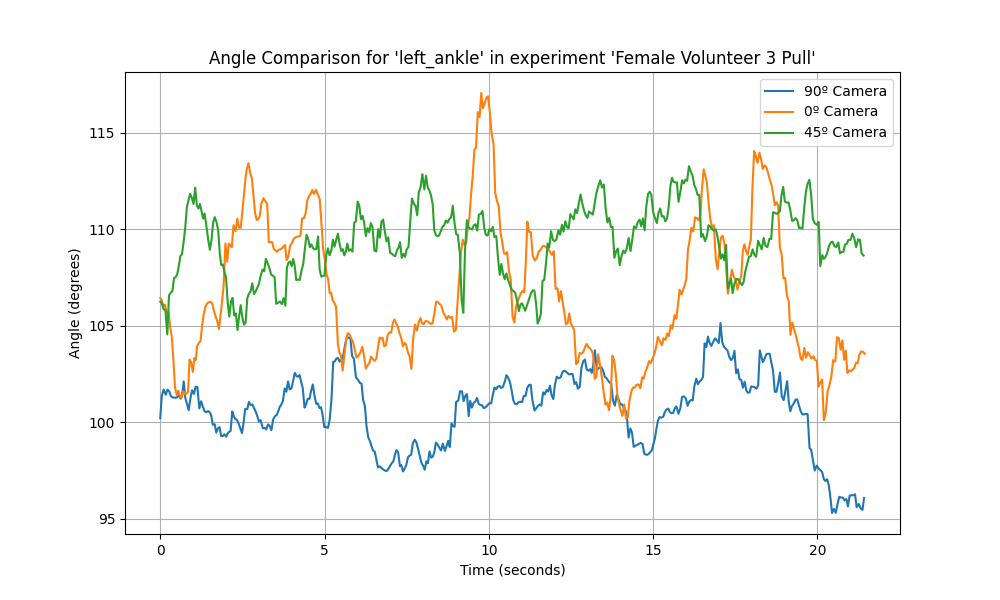 Angle Comparison for 'left_ankle' in experiment 'Female Volunteer 3 Pull'
90º Camera
0º Camera
45º Camera
115
110
105
100
95
Angle (degrees)
0 5 10 15 20
Time (seconds)